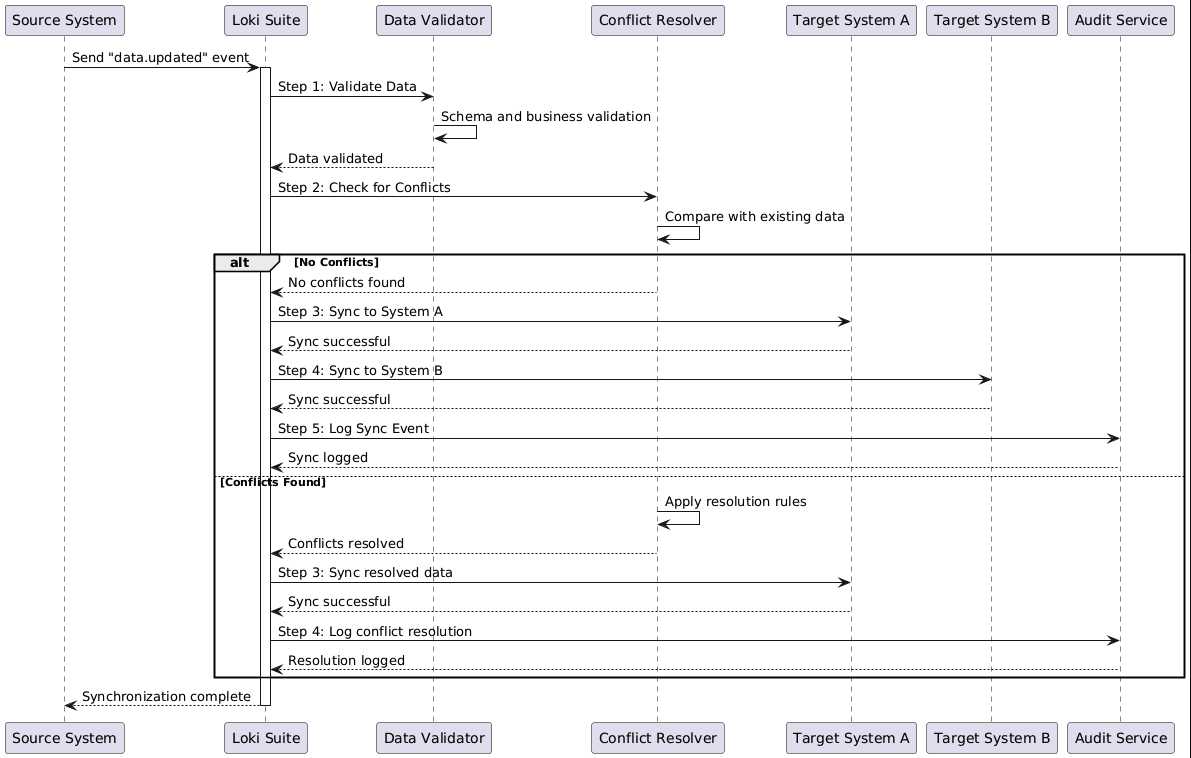 Source System
Loki Suite
Data Validator
Conflict Resolver
Target System A
Target System B
Audit Service
Send "data.updated" event
Step 1: Validate Data
Schema and business validation
Data validated
Step 2: Check for Conflicts
Compare with existing data
alt
[No Conflicts]
No conflicts found
Step 3: Sync to System A
Sync successful
Step 4: Sync to System B
Sync successful
Step 5: Log Sync Event
Sync logged
[Conflicts Found]
Apply resolution rules
Conflicts resolved
Step 3: Sync resolved data
Sync successful
Step 4: Log conflict resolution
Resolution logged
Synchronization complete
Source System
Loki Suite
Data Validator
Conflict Resolver
Target System A
Target System B
Audit Service